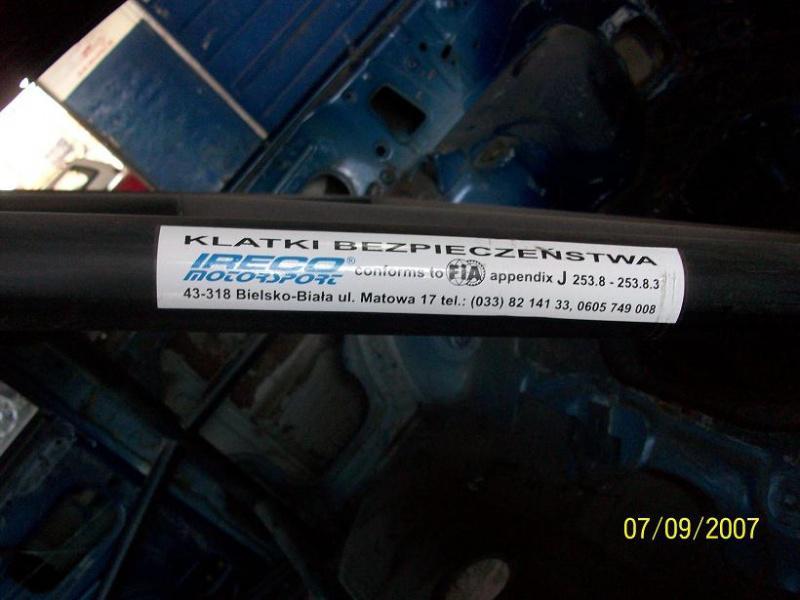 KLATKI BEZPIECZEŃSTWA
IRECO® MOTORSPORT conforms to FIA appendix J 253.8 - 253.8.3
43-318 Bielsko-Biała ul. Matowa 17 tel.: (033) 82 141 33, 0605 749 008
07/09/2007